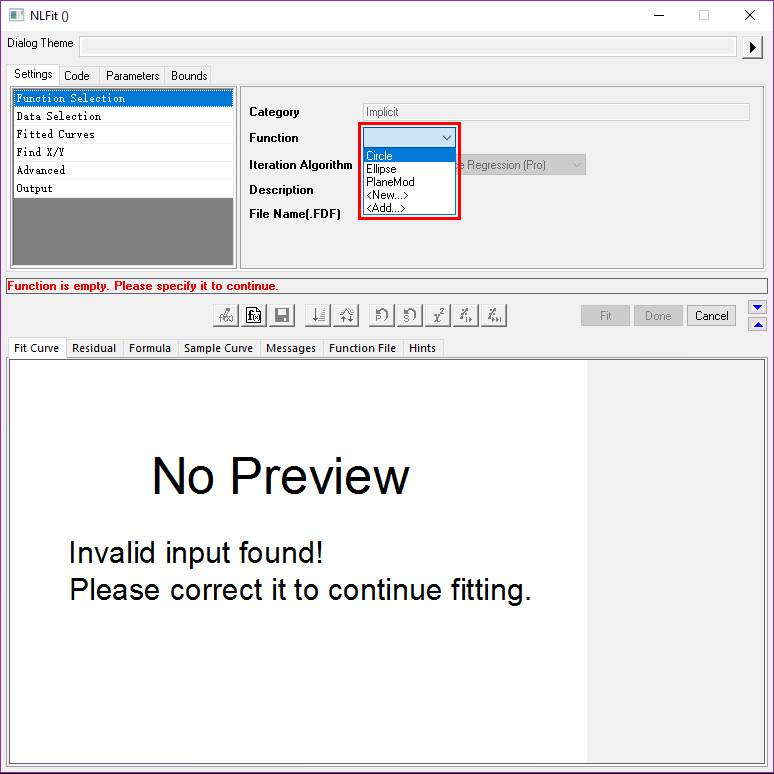 NLFit ()
Dialog Theme
Settings Code Parameters Bounds
Function Selection
Data Selection
Fitted Curves
Find X/Y
Advanced
Output
Category Implicit
Function
Circle
Ellipse
PlaneMod
<New...>
<Add...>
Iteration Algorithm Regression (Pro)
Description
File Name(.FDF)
Function is empty. Please specify it to continue.
Fit Done Cancel
Fit Curve Residual Formula Sample Curve Messages Function File Hints
No Preview
Invalid input found!
Please correct it to continue fitting.